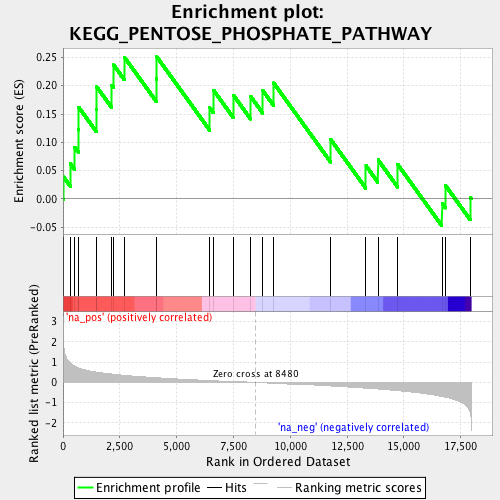 Enrichment plot:
KEGG_PENTOSE_PHOSPHATE_PATHWAY
Enrichment score (ES)
0.25
0.20
0.15
0.10
0.05
0.00
-0.05
Ranked list metric (PreRanked)
'na_pos' (positively correlated)
3
2
1
0
-1
-2
Zero cross at 8480
'na_neg' (negatively correlated)
0
2,500
5,000
7,500
10,000
12,500
15,000
17,500
Rank in Ordered Dataset
Enrichment profile
Hits
Ranking metric scores